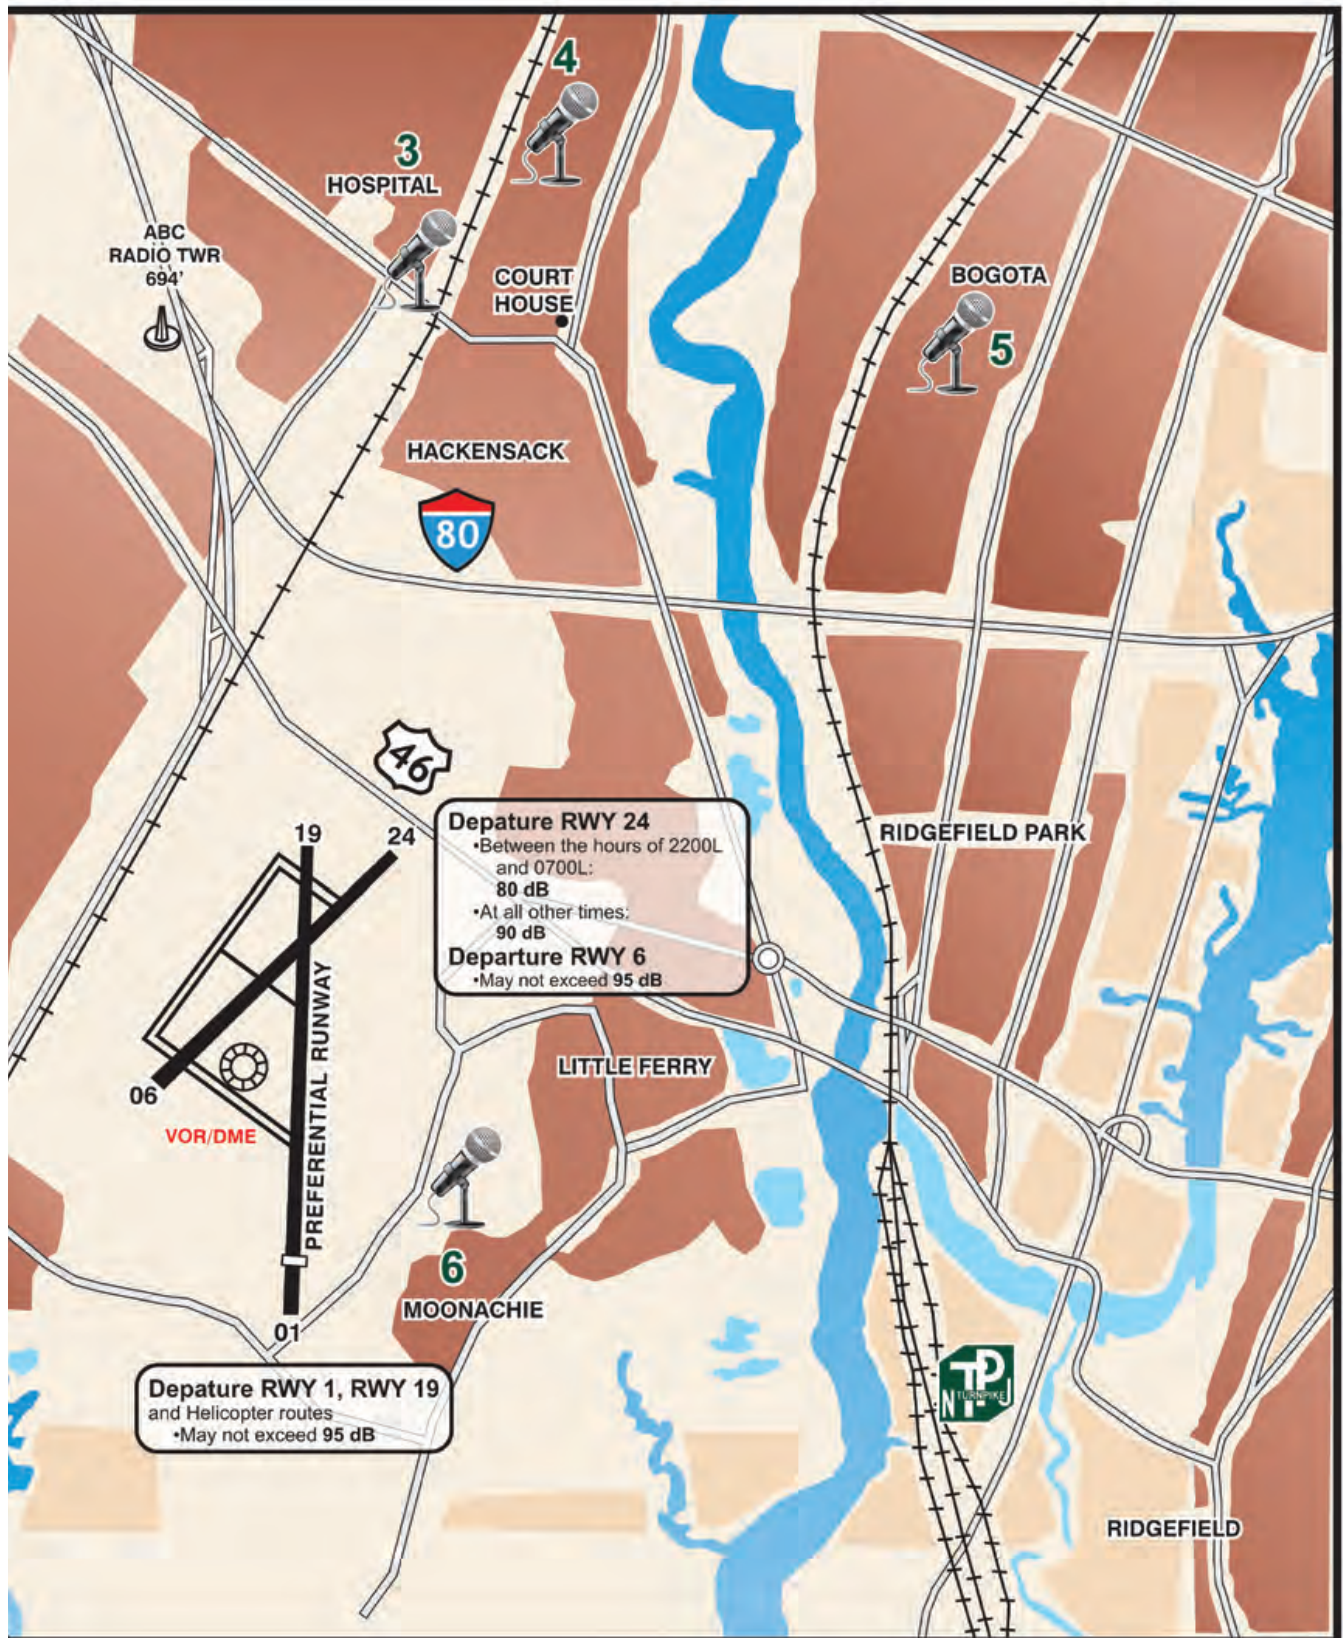 4
3
HOSPITAL
ABC
RADIO TWR
694'
COURT
HOUSE
BOGOTA
5
HACKENSACK
80
46
19
24
Depature RWY 24
•Between the hours of 2200L
and 0700L:
80 dB
•At all other times:
90 dB
Departure RWY 6
•May not exceed 95 dB
RIDGEFIELD PARK
PREFERENTIAL RUNWAY
LITTLE FERRY
06
VOR/DME
6
MOONACHIE
01
Depature RWY 1, RWY 19
and Helicopter routes
•May not exceed 95 dB
TP
N TURNPIKE J
RIDGEFIELD